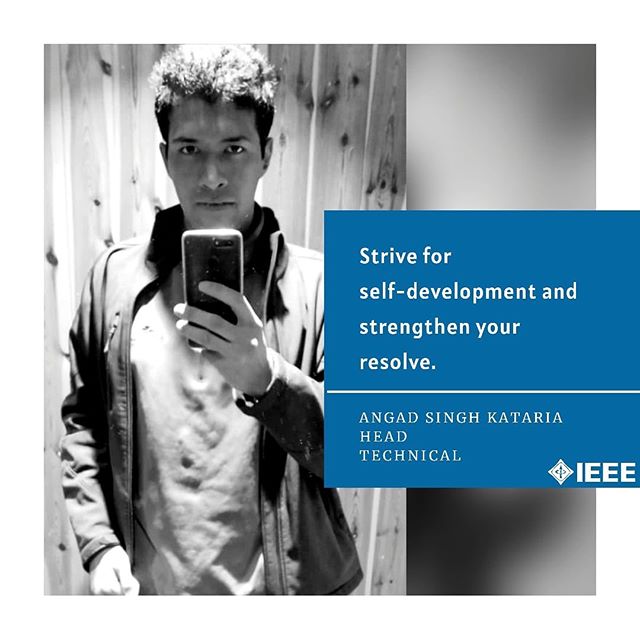 Strive for
self-development and
strengthen your
resolve.
ANGAD SINGH KATARIA
HEAD
TECHNICAL
IEEE